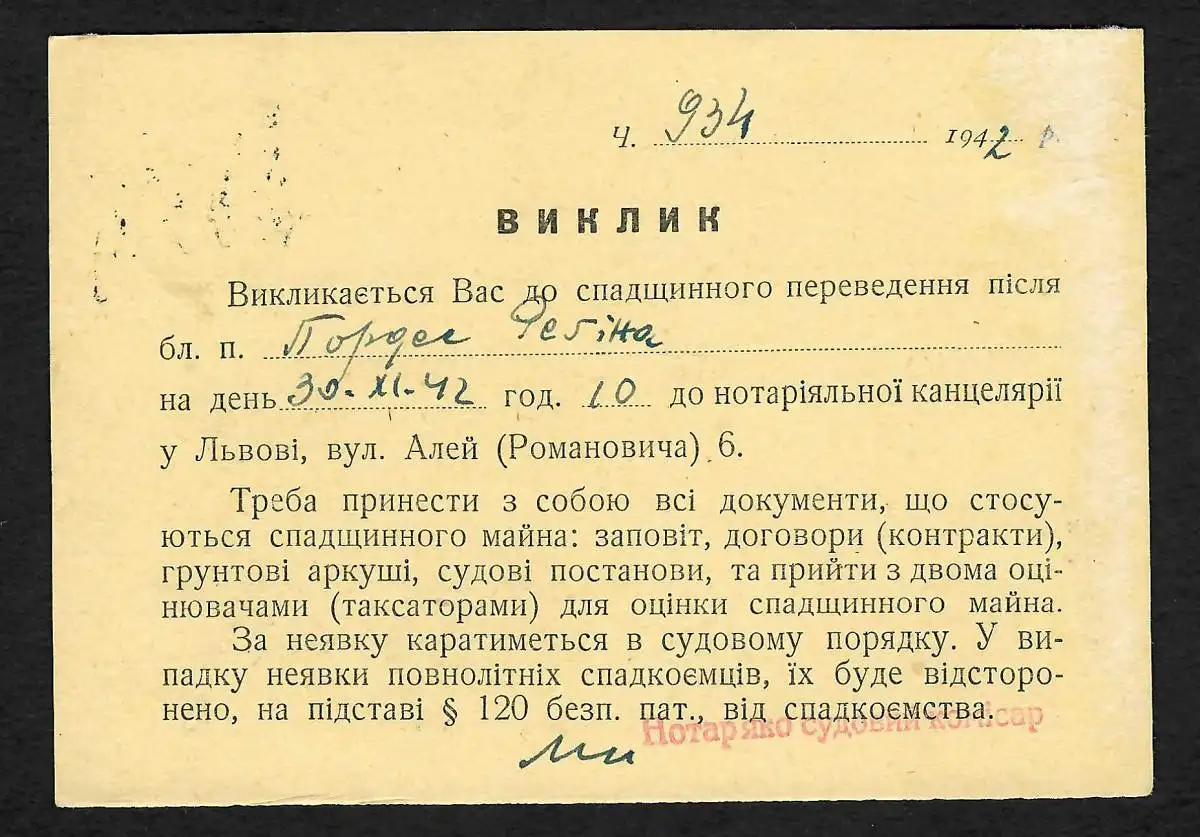 Ч. 934 1942 р.
ВИКЛИК
Викликається Вас до спадщинного переведення після
бл. п. Пордес Регіна
на день 30.XI.42 год. 10 до нотаріяльної канцелярії
у Львові, вул. Алей (Романовича) 6.
Треба принести з собою всі документи, що стосу-
ються спадщинного майна: заповіт, договори (контракти),
грунтові аркуші, судові постанови, та прийти з двома оці-
нювачами (таксаторами) для оцінки спадщинного майна.
За неявку каратиметься в судовому порядку. У ви-
падку неявки повнолітніх спадкоємців, їх буде відсторо-
нено, на підставі § 120 безп. пат., від спадкоємства.
Нотар яко судовий комісар